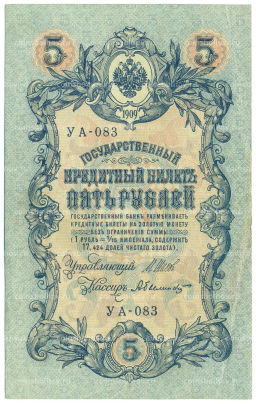 5 5
1909
УА-083
ГОСУДАРСТВЕННЫЙ
КРЕДИТНЫЙ БИЛЕТЪ
ПЯТЬ РУБЛЕЙ
ГОСУДАРСТВЕННЫЙ БАНКЪ РАЗМѢНИВАЕТЪ
КРЕДИТНЫЕ БИЛЕТЫ НА ЗОЛОТУЮ МОНЕТУ
БЕЗЪ ОГРАНИЧЕНІЯ СУММЫ
(1 РУБЛЬ = 1/15 ИМПЕРІАЛА, СОДЕРЖИТЪ
17,424 ДОЛЕЙ ЧИСТАГО ЗОЛОТА).
Управляющій
Кассиръ
УА-083
5